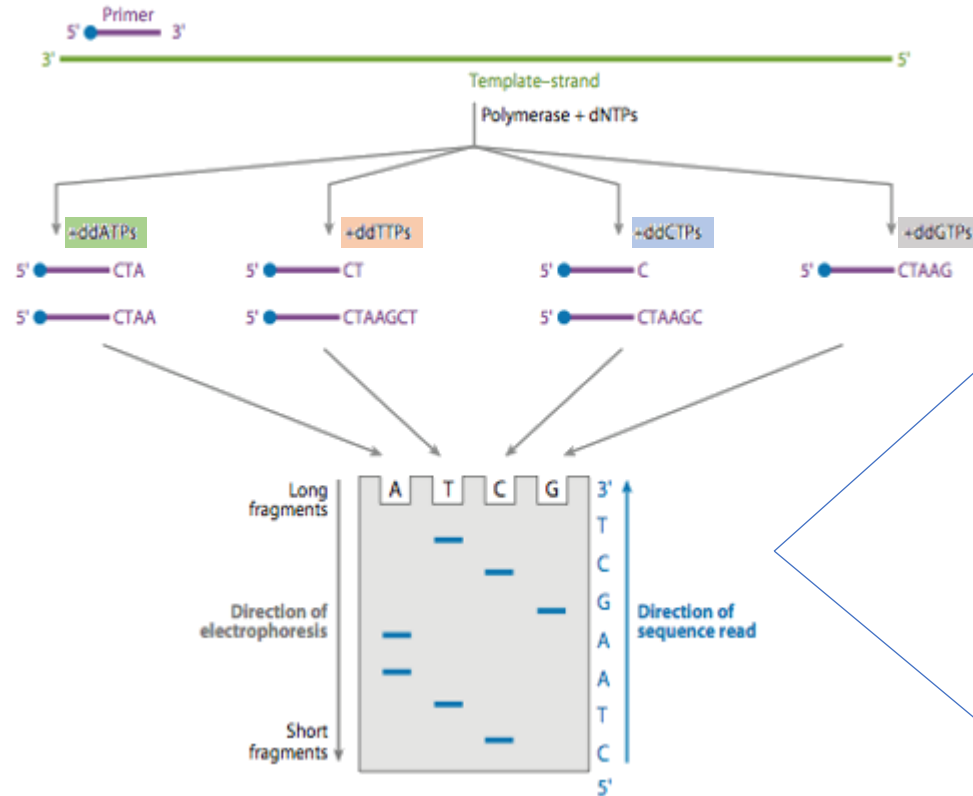 Primer
5' 3'
3' 5'
Template–strand
Polymerase + dNTPs
+ddATPs +ddTTPs +ddCTPs +ddGTPs
5' CTA 5' CT 5' C 5' CTAAG
5' CTAA 5' CTAAGCT 5' CTAAGC
Long
fragments
A T C G 3'
T
C
G
Direction of
electrophoresis
Direction of
sequence read
A
A
T
Short
fragments
C
5'